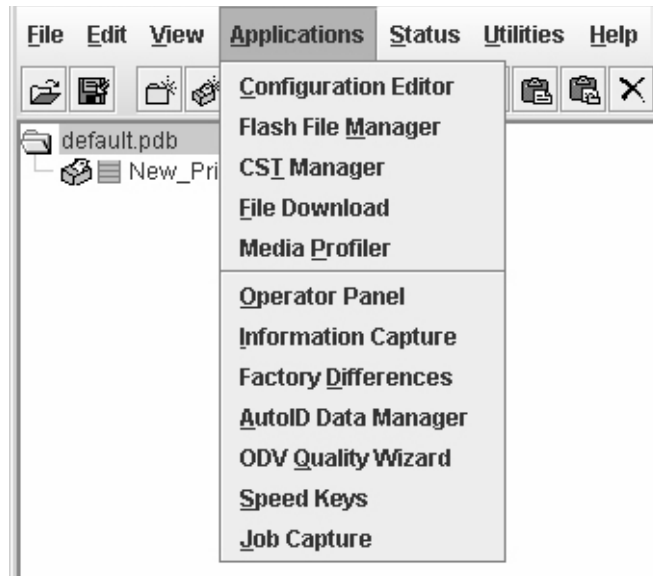 File Edit View Applications Status Utilities Help
Configuration Editor
default.pdb
Flash File Manager
New_Pri
CST Manager
File Download
Media Profiler
Operator Panel
Information Capture
Factory Differences
AutoID Data Manager
ODV Quality Wizard
Speed Keys
Job Capture